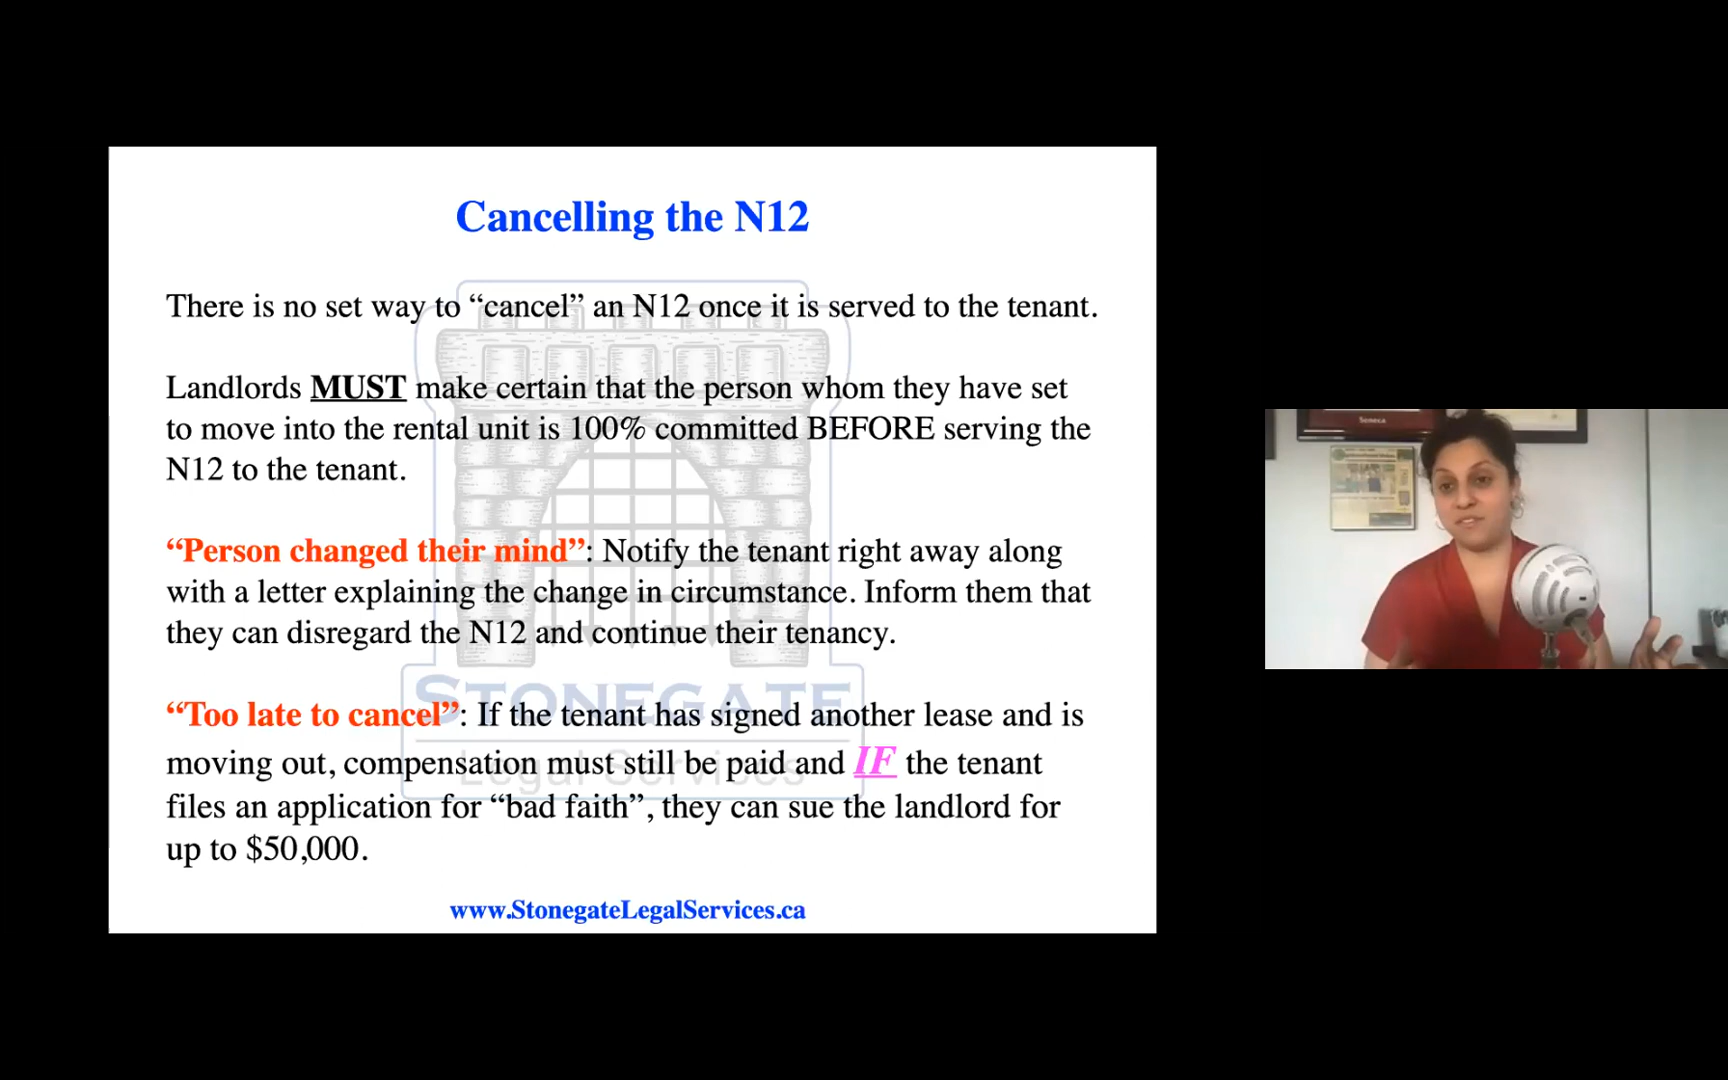 Cancelling the N12
There is no set way to “cancel” an N12 once it is served to the tenant.
Landlords MUST make certain that the person whom they have set
to move into the rental unit is 100% committed BEFORE serving the
N12 to the tenant.
“Person changed their mind”: Notify the tenant right away along
with a letter explaining the change in circumstance. Inform them that
they can disregard the N12 and continue their tenancy.
“Too late to cancel”: If the tenant has signed another lease and is
moving out, compensation must still be paid and IF the tenant
files an application for “bad faith”, they can sue the landlord for
up to $50,000.
STONEGATE
Legal Services
www.StonegateLegalServices.ca
Seneca